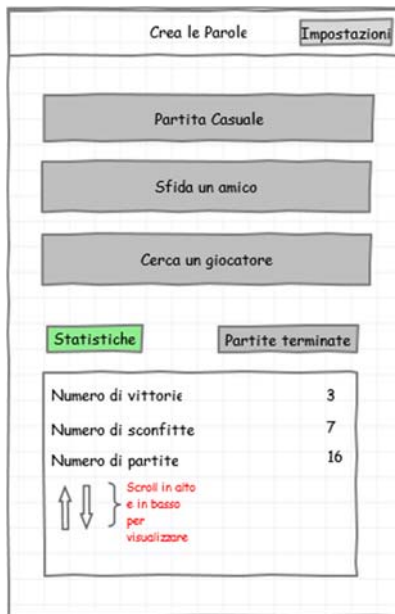 Crea le Parole
Impostazioni
Partita Casuale
Sfida un amico
Cerca un giocatore
Statistiche
Partite terminate
Numero di vittorie 3
Numero di sconfitte 7
Numero di partite 16
Scroll in alto
e in basso
per
visualizzare